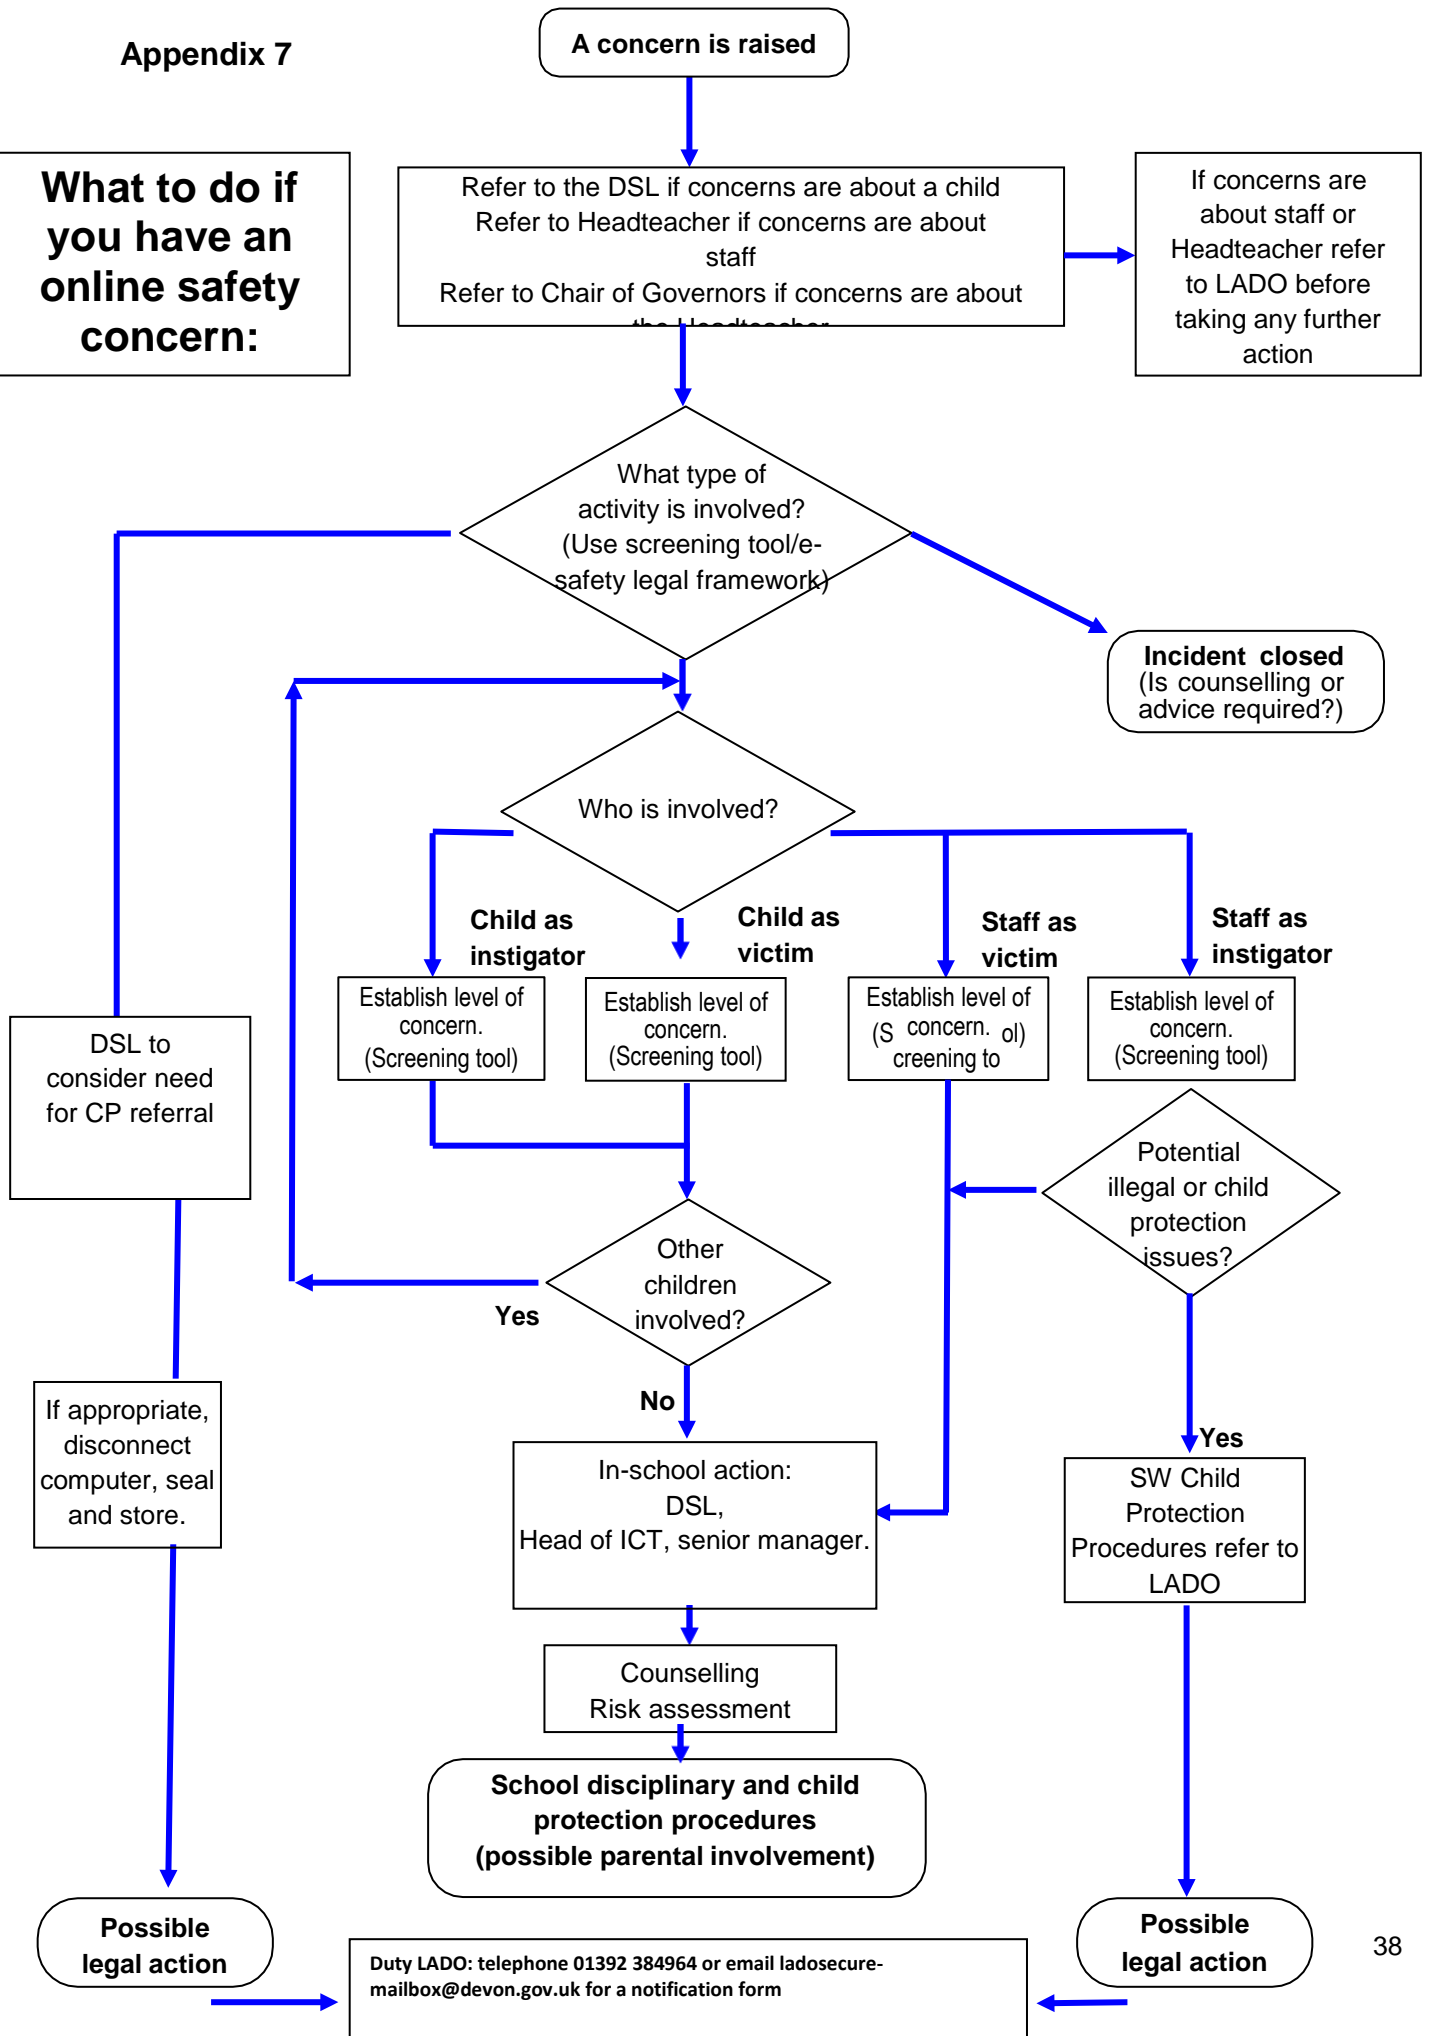 Appendix 7
A concern is raised
What to do if
you have an
online safety
concern:
Refer to the DSL if concerns are about a child
Refer to Headteacher if concerns are about
staff
Refer to Chair of Governors if concerns are about
the Headteacher
If concerns are
about staff or
Headteacher refer
to LADO before
taking any further
action
What type of
activity is involved?
(Use screening tool/e-
safety legal framework)
Incident closed
(Is counselling or
advice required?)
Who is involved?
Child as
instigator
Child as
victim
Staff as
victim
Staff as
instigator
Establish level of
concern.
(Screening tool)
Establish level of
concern.
(Screening tool)
Establish level of
(S concern. ol)
creening to
Establish level of
concern.
(Screening tool)
DSL to
consider need
for CP referral
Potential
illegal or child
protection
issues?
Other
children
involved?
Yes
No
If appropriate,
disconnect
computer, seal
and store.
In-school action:
DSL,
Head of ICT, senior manager.
Yes
SW Child
Protection
Procedures refer to
LADO
Counselling
Risk assessment
School disciplinary and child
protection procedures
(possible parental involvement)
Possible
legal action
Possible
legal action
Duty LADO: telephone 01392 384964 or email ladosecure-
mailbox@devon.gov.uk for a notification form
38